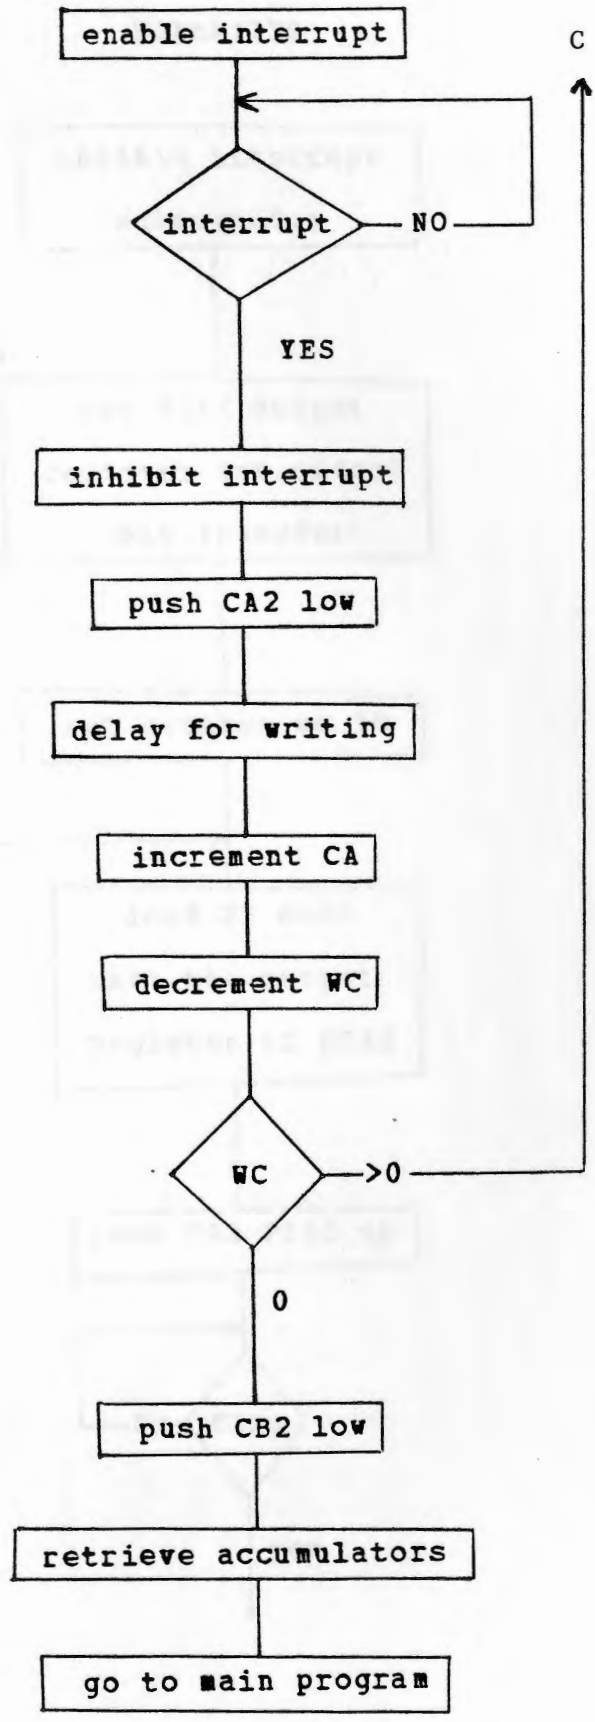 enable interrupt
C
interrupt
NO
YES
inhibit interrupt
push CA2 low
delay for writing
increment CA
decrement WC
WC
>0
0
push CB2 low
retrieve accumulators
go to main program